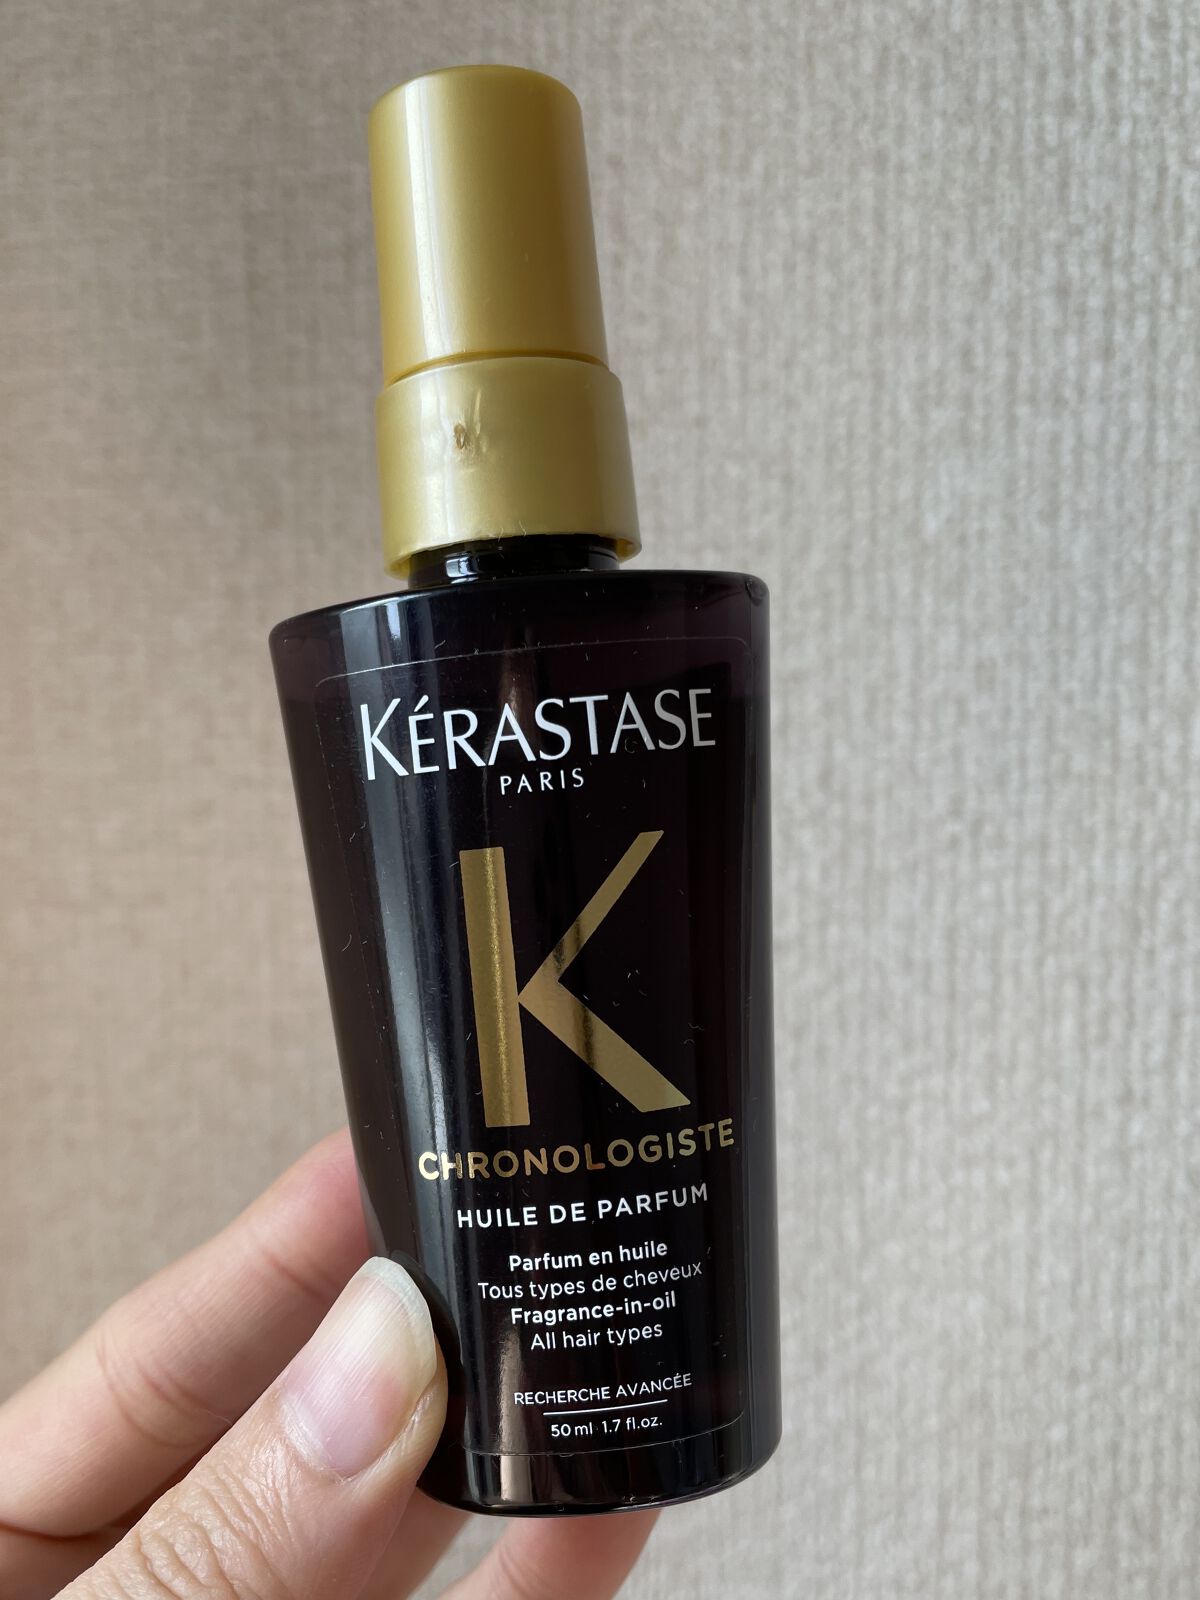 KÉRASTASE
PARIS
K
CHRONOLOGISTE
HUILE DE PARFUM
Parfum en huile
Tous types de cheveux
Fragrance-in-oil
All hair types
RECHERCHE AVANCÉE
50 ml 1.7 fl.oz.